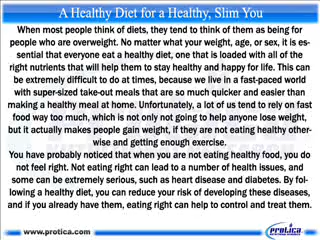 A Healthy Diet for a Healthy, Slim You
When most people think of diets, they tend to think of them as being for
people who are overweight. No matter what your weight, age, or sex, it is es-
sential that everyone eat a healthy diet, one that is loaded with all of the
right nutrients that will help them to stay healthy and happy for life. This can
be extremely difficult to do at times, because we live in a fast-paced world
with super-sized take-out meals that are so much quicker and easier than
making a healthy meal at home. Unfortunately, a lot of us tend to rely on fast
food way too much, which is not only not going to help anyone lose weight,
but it actually makes people gain weight, if they are not eating healthy other-
wise and getting enough exercise.
You have probably noticed that when you are not eating healthy food, you do
not feel right. Not eating right can lead to a number of health issues, and
some can be extremely serious, such as heart disease and diabetes. By fol-
lowing a healthy diet, you can reduce your risk of developing these diseases,
and if you already have them, eating right can help to control and treat them.
www.protica.com
protica